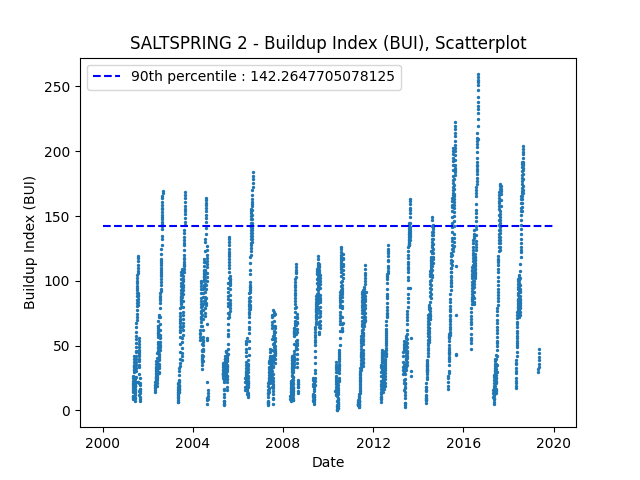 SALTSPRING 2 - Buildup Index (BUI), Scatterplot
90th percentile : 142.2647705078125
Buildup Index (BUI)
250
200
150
100
50
0
2000 2004 2008 2012 2016 2020
Date